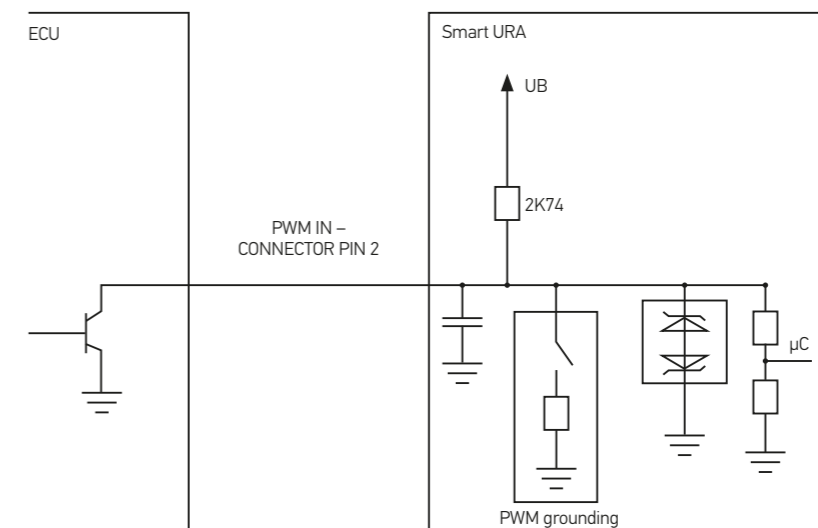 ECU
Smart URA
UB
2K74
PWM IN –
CONNECTOR PIN 2
µC
PWM grounding